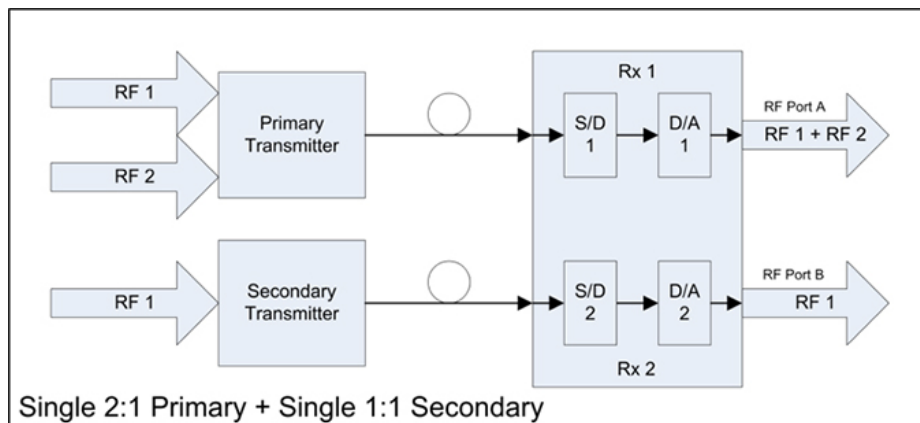 RF 1
RF 2
Primary
Transmitter
Rx 1
S/D
1
D/A
1
RF Port A
RF 1 + RF 2
RF 1
Secondary
Transmitter
S/D
2
D/A
2
Rx 2
RF Port B
RF 1
Single 2:1 Primary + Single 1:1 Secondary